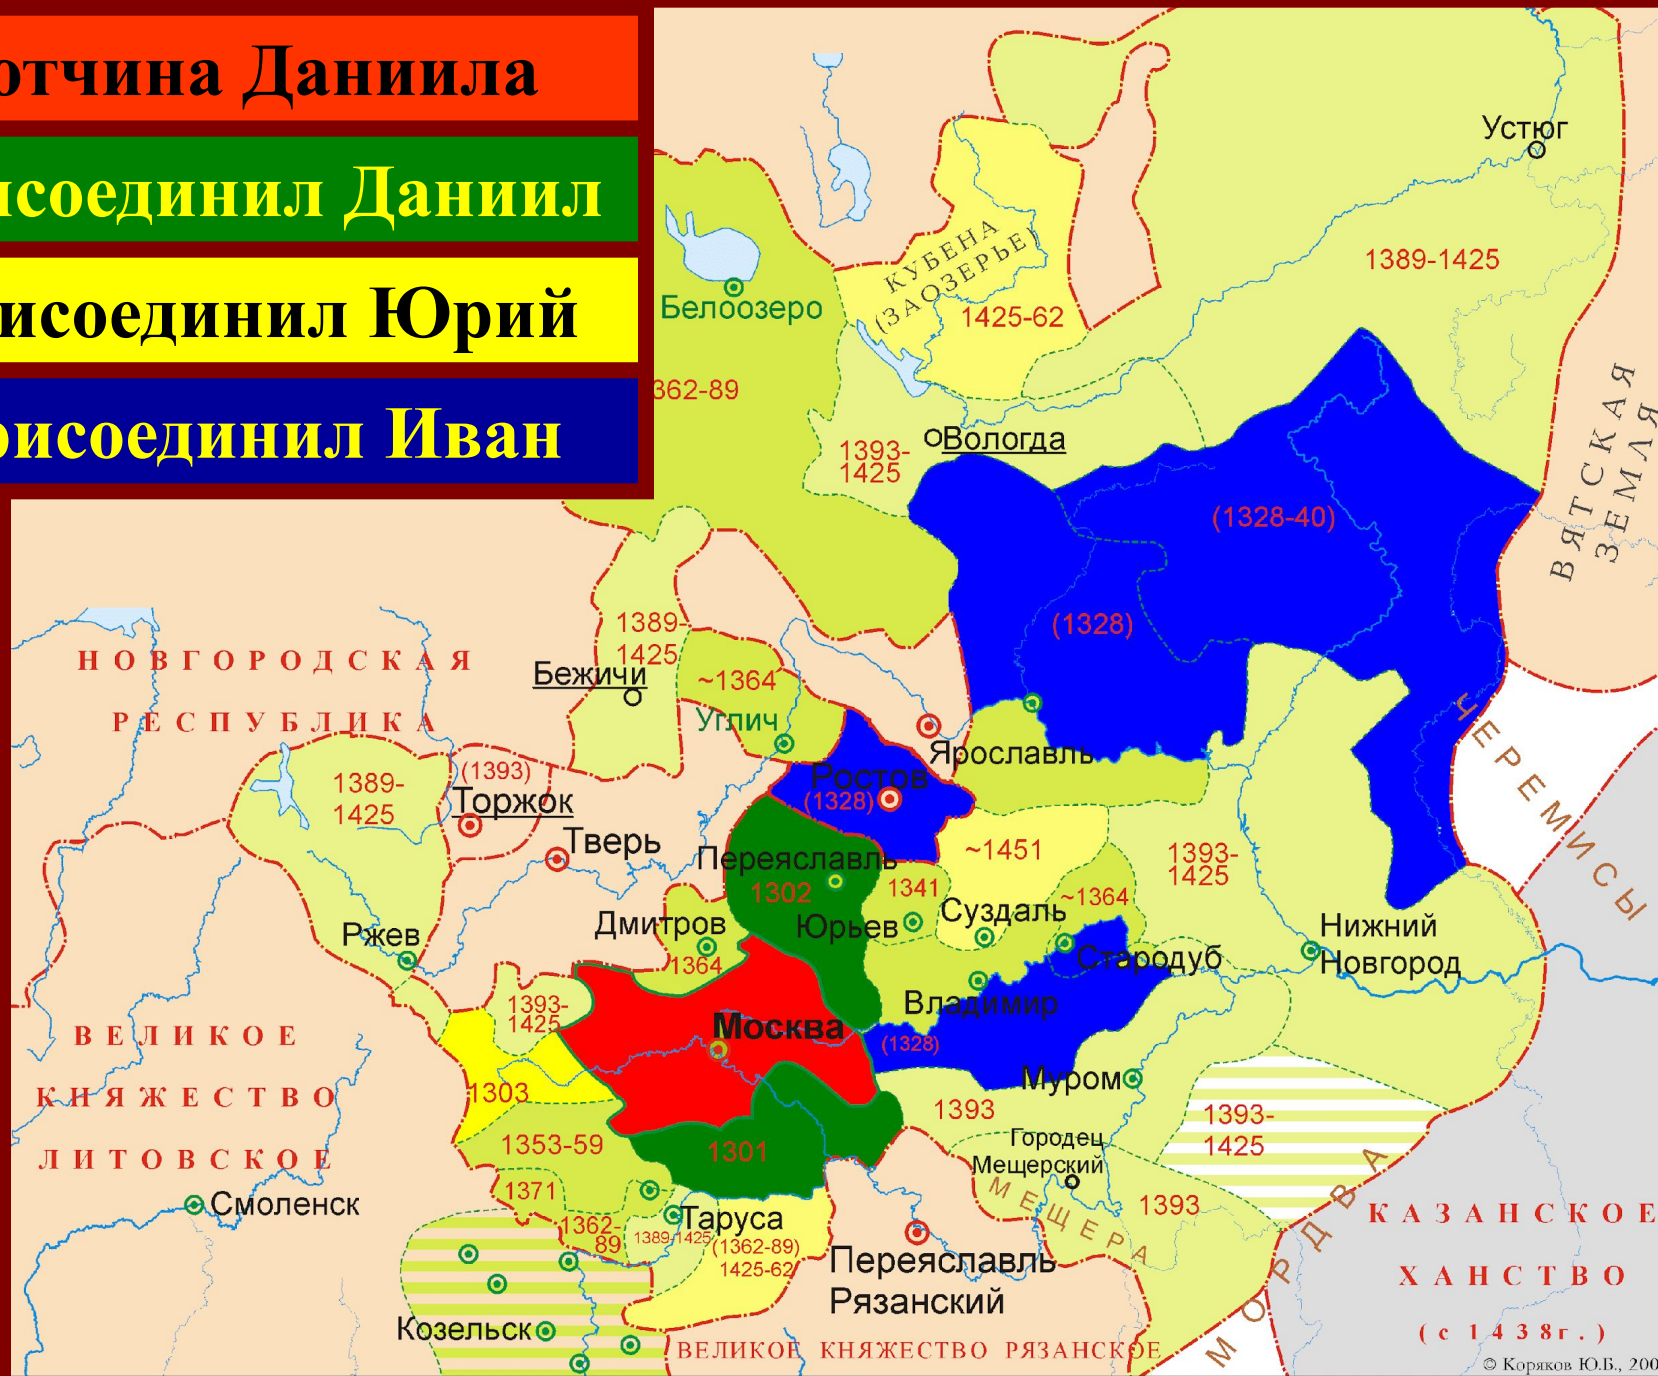 отчина Даниила
исоединил Даниил
исоединил Юрий
рисоединил Иван
Устюг
1389-1425
КУБЕНА
(ЗАОЗЕРЬЕ)
1425-62
Белоозеро
362-89
1393-
1425
Вологда
ВЯТСКАЯ
ЗЕМЛЯ
(1328-40)
(1328)
1389-
1425
Бежичи
~1364
Углич
НОВГОРОДСКАЯ
РЕСПУБЛИКА
Ярославль
ЧЕРЕМИСЫ
Ростов
(1328)
1389-
1425
(1393)
Торжок
Тверь
Переяславль
1302
~1451
1341
1393-
1425
~1364
Юрьев
Суздаль
Дмитров
1364
Ржев
Стародуб
Нижний
Новгород
Владимир
1393-
1425
Москва
(1328)
ВЕЛИКОЕ
КНЯЖЕСТВО
ЛИТОВСКОЕ
1303
Муром
1393
1393-
1425
1353-59
1301
Городец
Мещерский
МЕЩЕРА
1393
МОРДВА
1371
Смоленск
1362-
89
1389-1425
Таруса
(1362-89)
1425-62
Переяславль
Рязанский
КАЗАНСКОЕ
ХАНСТВО
(с 1438г.)
Козельск
ВЕЛИКОЕ КНЯЖЕСТВО РЯЗАНСКОЕ
© Коряков Ю.Б., 200